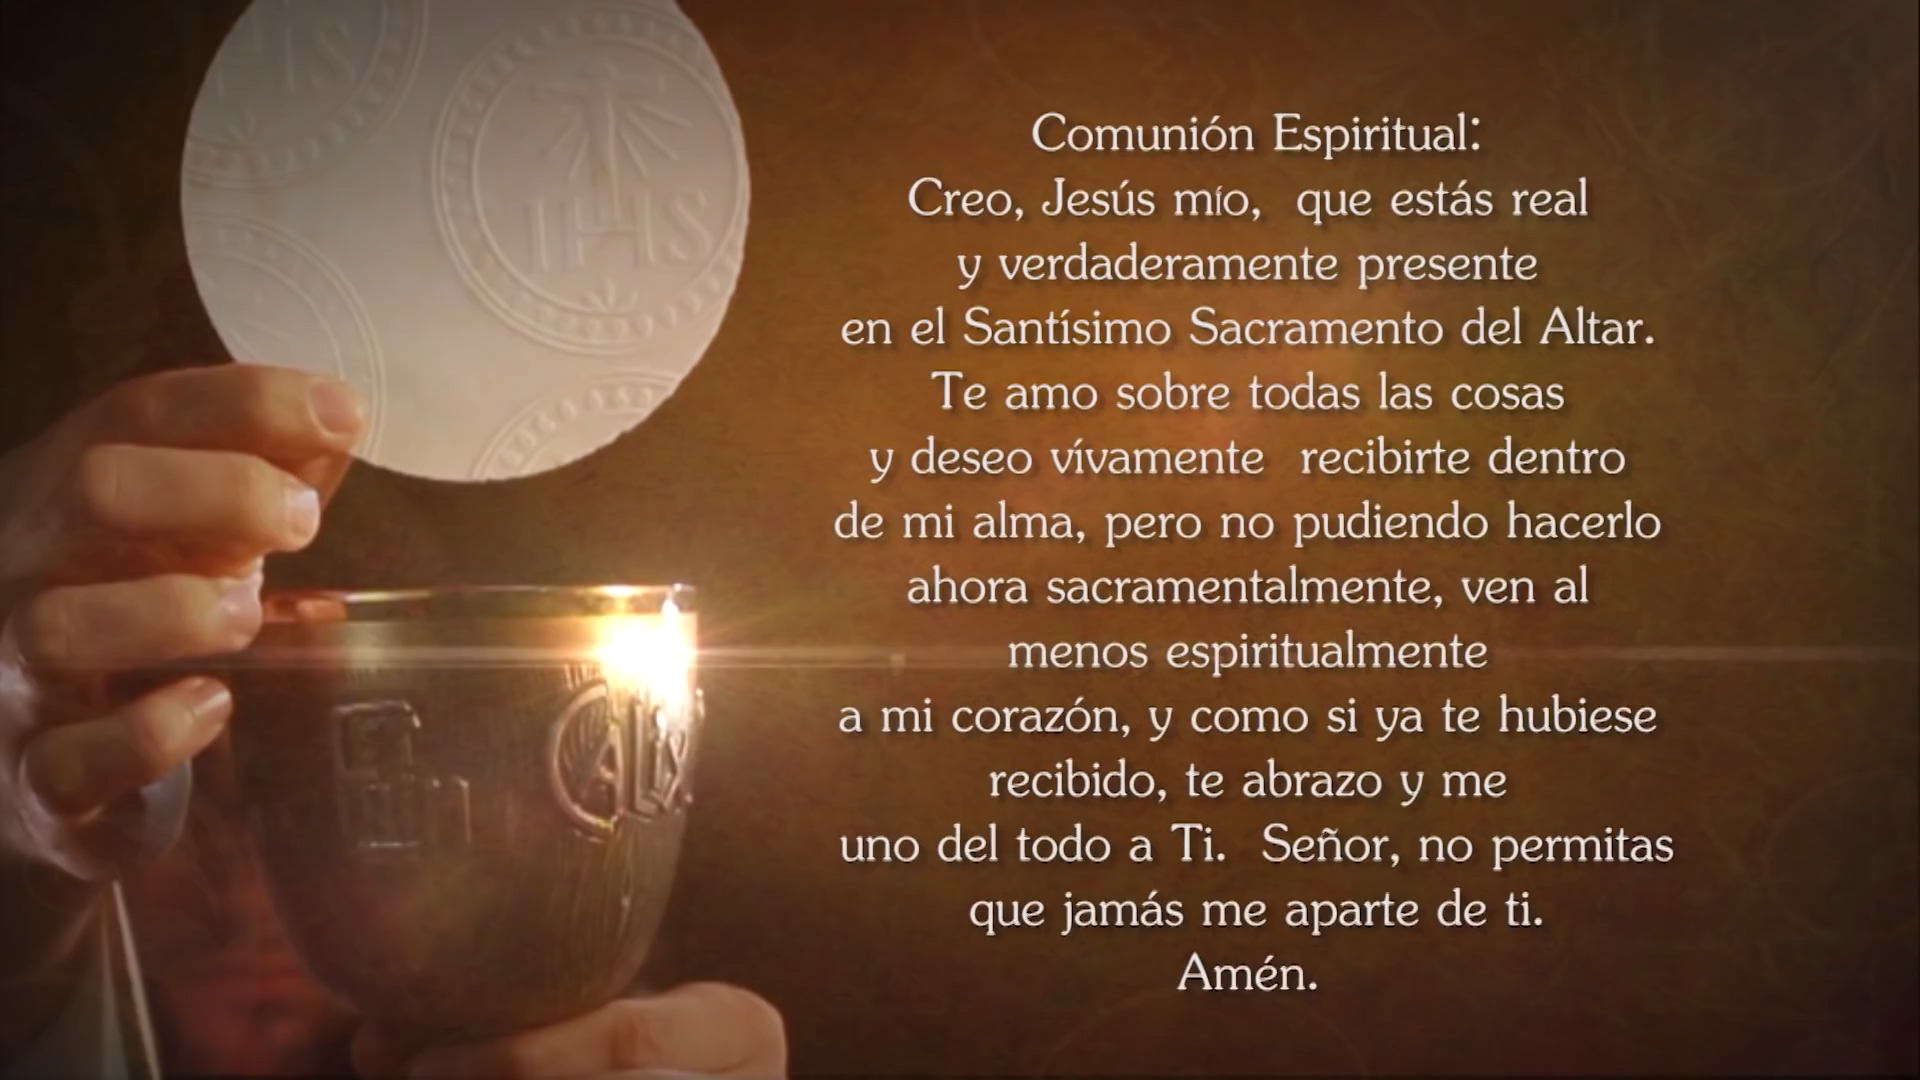 IHS
Comunión Espiritual:
Creo, Jesús mío, que estás real
y verdaderamente presente
en el Santísimo Sacramento del Altar.
Te amo sobre todas las cosas
y deseo vívamente recibirte dentro
de mi alma, pero no pudiendo hacerlo
ahora sacramentalmente, ven al
menos espiritualmente
a mi corazón, y como si ya te hubiese
recibido, te abrazo y me
uno del todo a Ti. Señor, no permitas
que jamás me aparte de ti.
Amén.
CALIX